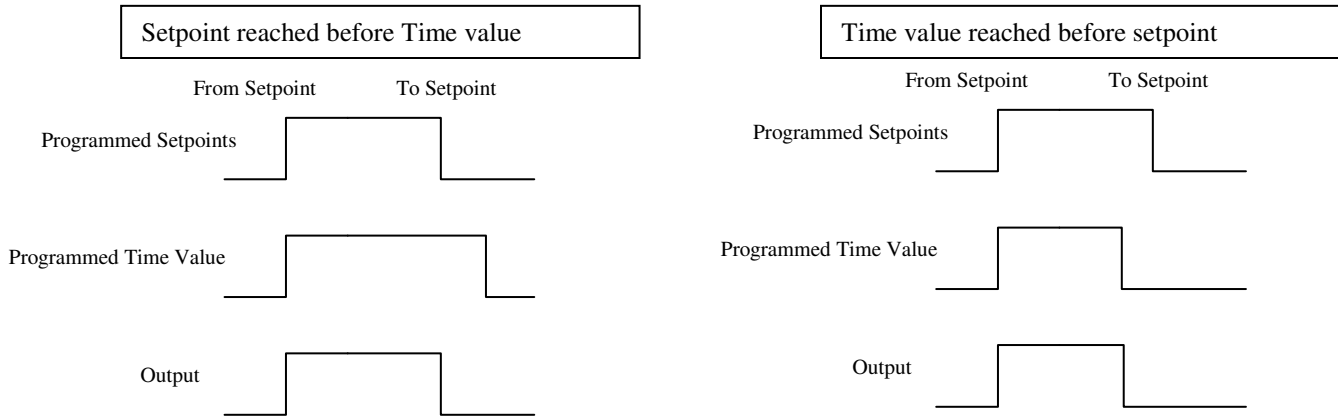 Setpoint reached before Time value
From Setpoint To Setpoint
Programmed Setpoints
Programmed Time Value
Output
Time value reached before setpoint
From Setpoint To Setpoint
Programmed Setpoints
Programmed Time Value
Output